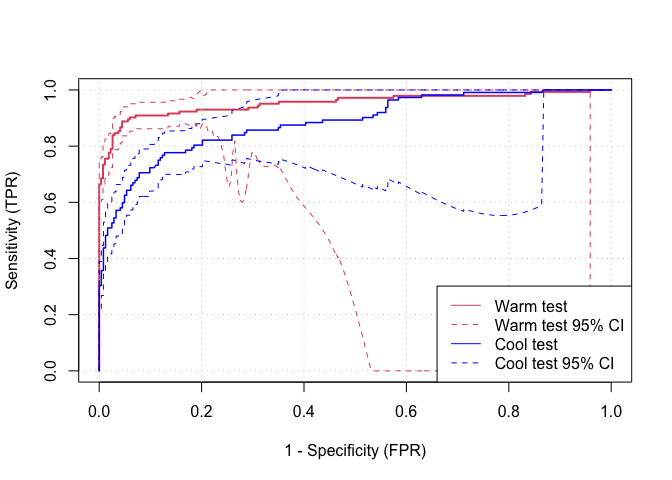 1.0
0.8
0.6
0.4
0.2
0.0
Sensitivity (TPR)
Warm test
Warm test 95% CI
Cool test
Cool test 95% CI
0.0 0.2 0.4 0.6 0.8 1.0
1 - Specificity (FPR)